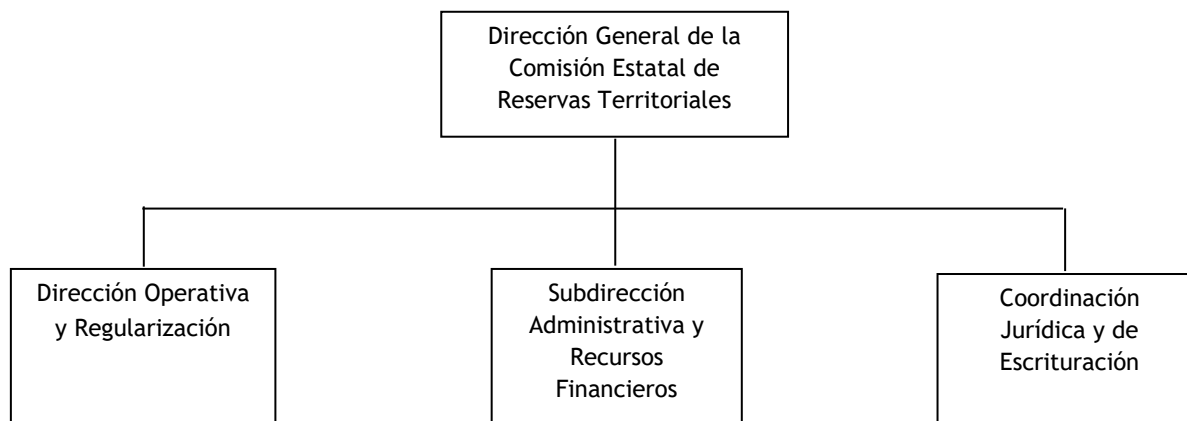 Dirección General de la
Comisión Estatal de
Reservas Territoriales
Dirección Operativa
y Regularización
Subdirección
Administrativa y
Recursos
Financieros
Coordinación
Jurídica y de
Escrituración